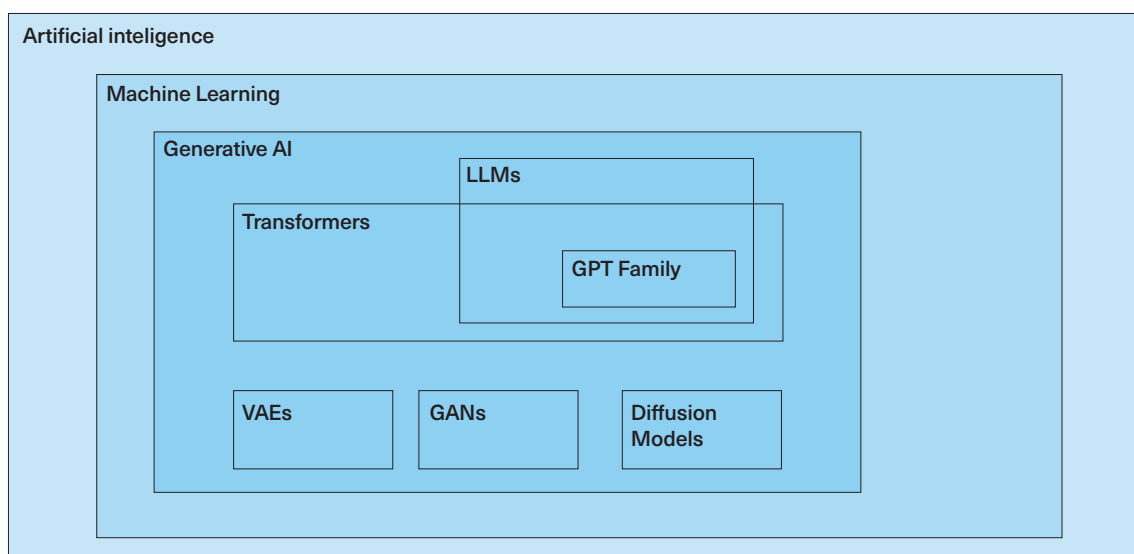 Artificial inteligence
Machine Learning
Generative AI
LLMs
Transformers
GPT Family
VAEs
GANs
Diffusion
Models